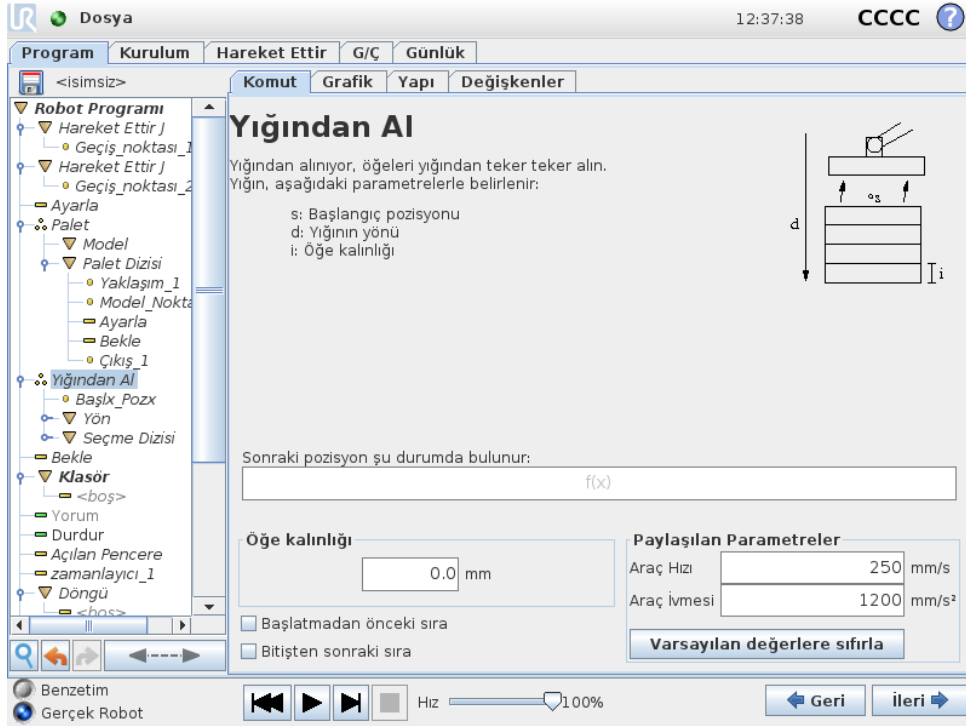 Dosya
12:37:38
CCCC
?
Program
Kurulum
Hareket Ettir
G/Ç
Günlük
<isimsiz>
Komut
Grafik
Yapı
Değişkenler
Robot Programı
Hareket Ettir J
Geçiş_noktası_1
Hareket Ettir J
Geçiş_noktası_2
Ayarla
Palet
Model
Palet Dizisi
Yaklaşım_1
Model_Nokta
Ayarla
Bekle
Çıkış_1
Yığından Al
Başlx_Pozx
Yön
Seçme Dizisi
Bekle
Klasör
<boş>
Yorum
Durdur
Açılan Pencere
zamanlayıcı_1
Döngü
<boş>
Yığından Al
Yığından alınıyor, öğeleri yığından teker teker alın.
Yığın, aşağıdaki parametrelerle belirlenir:
s: Başlangıç pozisyonu
d: Yığının yönü
i: Öğe kalınlığı
s
d
i
Sonraki pozisyon şu durumda bulunur:
f(x)
Öğe kalınlığı
0.0 mm
Başlatmadan önceki sıra
Bitişten sonraki sıra
Paylaşılan Parametreler
Araç Hızı 250 mm/s
Araç İvmesi 1200 mm/s²
Varsayılan değerlere sıfırla
Benzetim
Gerçek Robot
Hız 100%
Geri
İleri